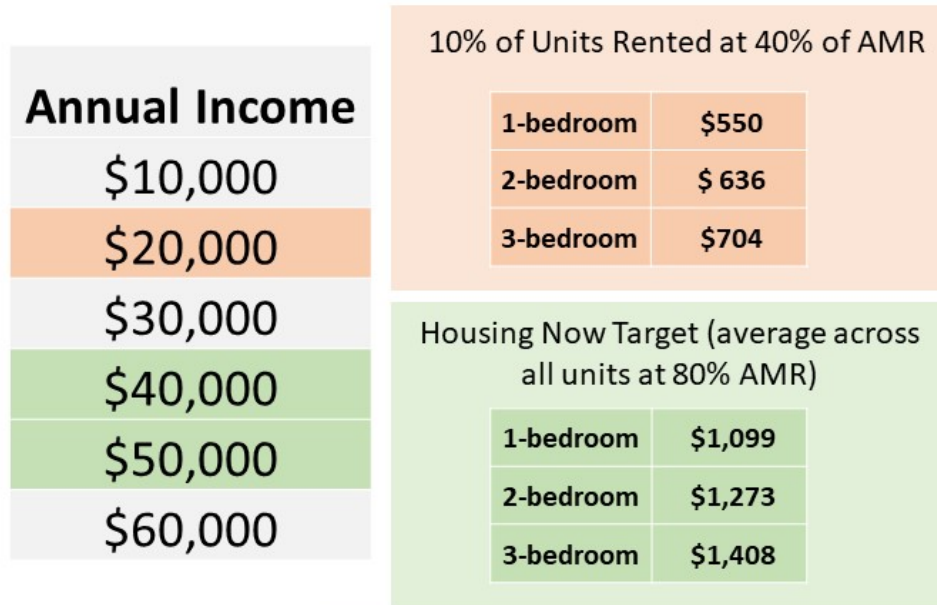 Annual Income
$10,000
$20,000
$30,000
$40,000
$50,000
$60,000
10% of Units Rented at 40% of AMR
1-bedroom $550
2-bedroom $ 636
3-bedroom $704
Housing Now Target (average across
all units at 80% AMR)
1-bedroom $1,099
2-bedroom $1,273
3-bedroom $1,408